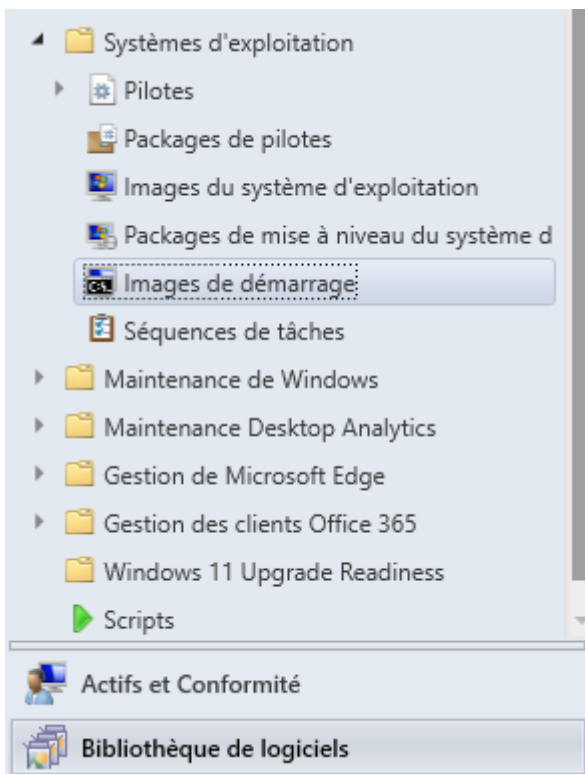 Systèmes d'exploitation
Pilotes
Packages de pilotes
Images du système d'exploitation
Packages de mise à niveau du système d
Images de démarrage
Séquences de tâches
Maintenance de Windows
Maintenance Desktop Analytics
Gestion de Microsoft Edge
Gestion des clients Office 365
Windows 11 Upgrade Readiness
Scripts
Actifs et Conformité
Bibliothèque de logiciels